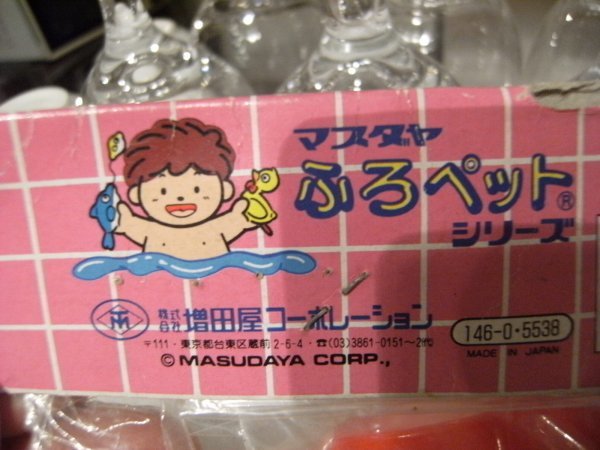 マスダヤ
ふろペット®
シリーズ
株式会社 増田屋コーポレーション
〒111・東京都台東区蔵前2-6-4・☎(03)3861-0151〜2代
© MASUDAYA CORP.,
146-0・5538
MADE IN JAPAN